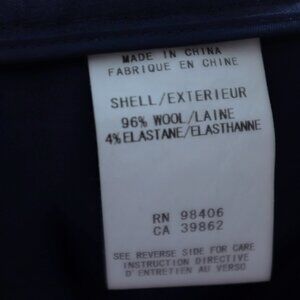 MADE IN CHINA
FABRIQUE EN CHINE
SHELL/EXTERIEUR
96% WOOL/LAINE
4% ELASTANE/ELASTHANNE
RN 98406
CA 39862
SEE REVERSE SIDE FOR CARE
INSTRUCTION DIRECTIVE
D'ENTRETIEN AU VERSO